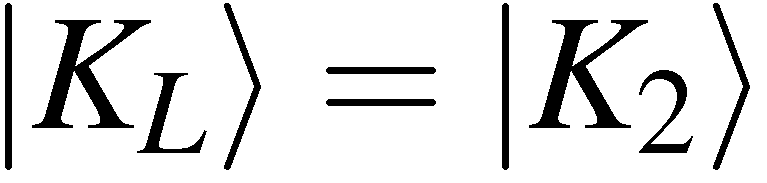 |K_L⟩ = |K_2⟩